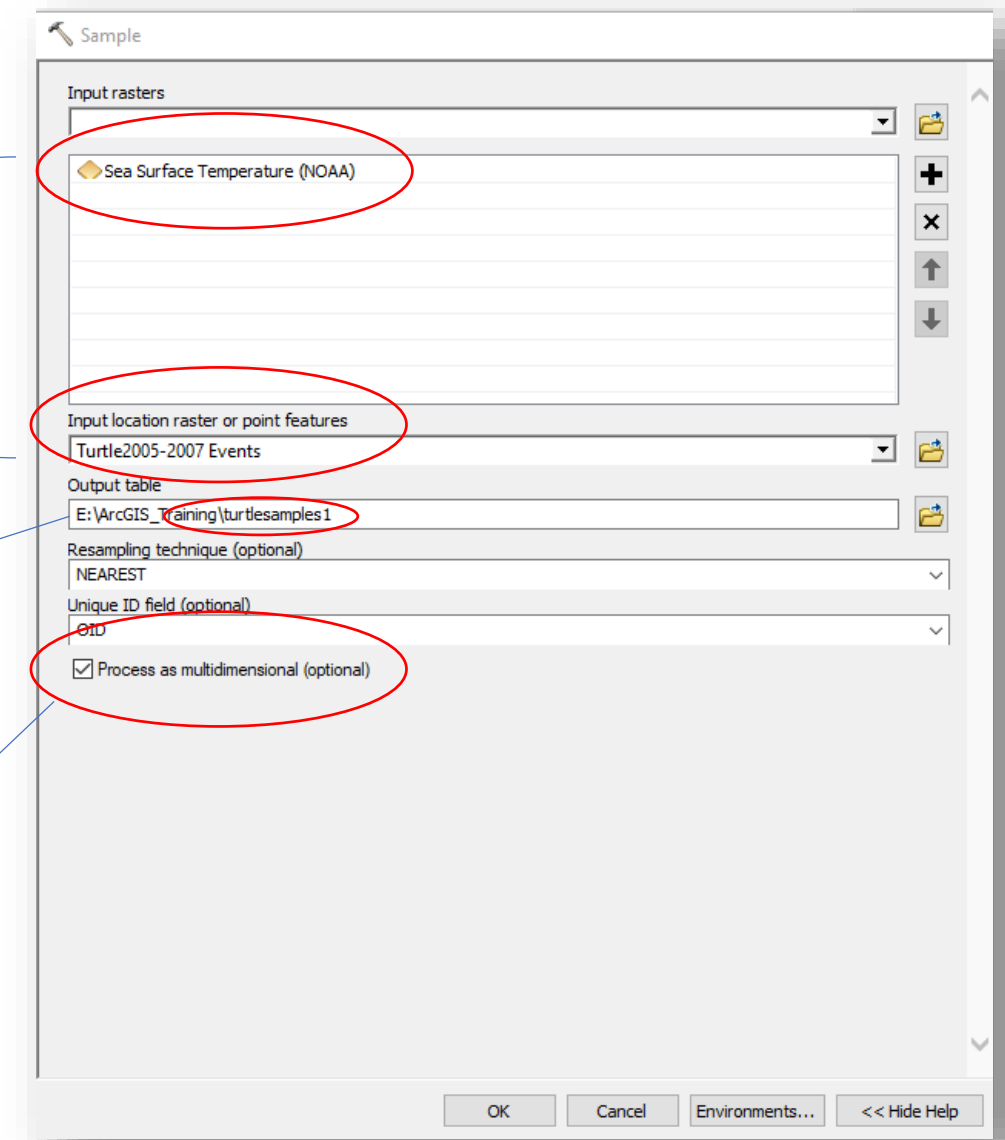 Sample
Input rasters
Sea Surface Temperature (NOAA)
Input location raster or point features
Turtle2005-2007 Events
Output table
E:\ArcGIS_Training\turtlesamples1
Resampling technique (optional)
NEAREST
Unique ID field (optional)
OID
Process as multidimensional (optional)
OK Cancel Environments... << Hide Help